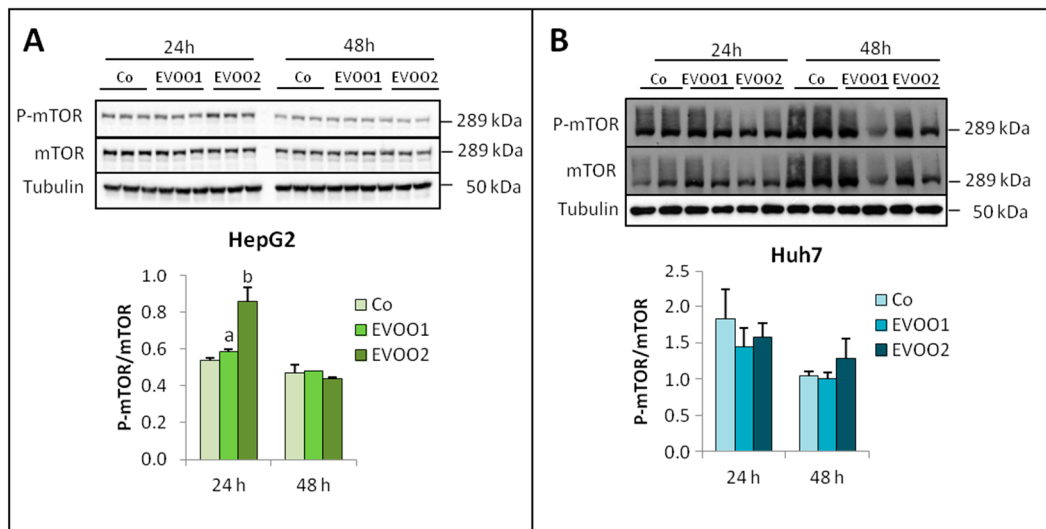 A
24h 48h
Co EVOO1 EVOO2 Co EVOO1 EVOO2
P-mTOR 289 kDa
mTOR 289 kDa
Tubulin 50 kDa
HepG2
P-mTOR/mTOR
1.0
0.8
0.6
0.4
0.2
0.0
a
b
24 h 48 h
Co
EVOO1
EVOO2
B
24h 48h
Co EVOO1 EVOO2 Co EVOO1 EVOO2
P-mTOR 289 kDa
mTOR 289 kDa
Tubulin 50 kDa
Huh7
P-mTOR/mTOR
2.5
2.0
1.5
1.0
0.5
0.0
24 h 48 h
Co
EVOO1
EVOO2